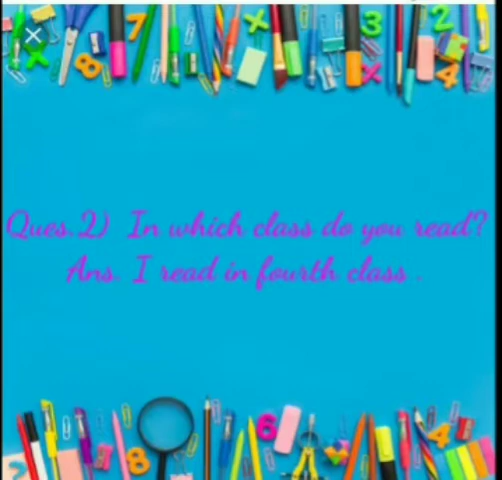 Ques.2) In which class do you read?
Ans. I read in fourth class .